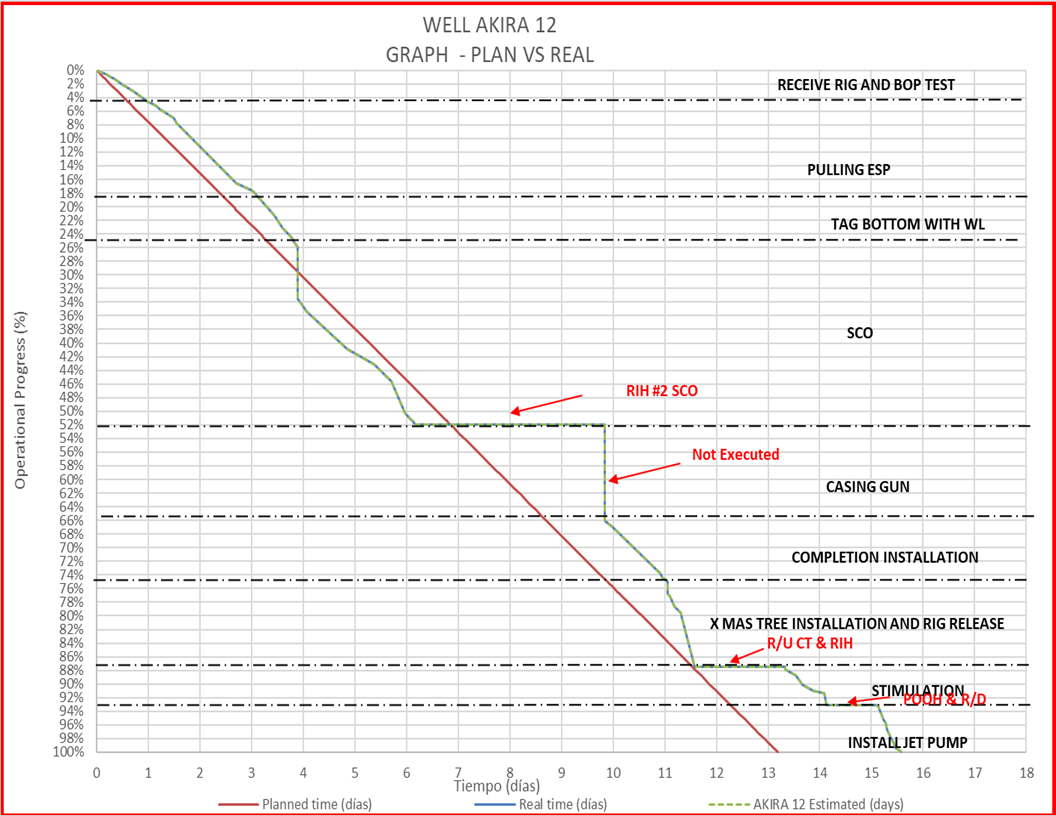 WELL AKIRA 12
GRAPH - PLAN VS REAL
Operational Progress (%)
0%
2%
4%
6%
8%
10%
12%
14%
16%
18%
20%
22%
24%
26%
28%
30%
32%
34%
36%
38%
40%
42%
44%
46%
48%
50%
52%
54%
56%
58%
60%
62%
64%
66%
68%
70%
72%
74%
76%
78%
80%
82%
84%
86%
88%
90%
92%
94%
96%
98%
100%
RECEIVE RIG AND BOP TEST
PULLING ESP
TAG BOTTOM WITH WL
SCO
RIH #2 SCO
Not Executed
CASING GUN
COMPLETION INSTALLATION
X MAS TREE INSTALLATION AND RIG RELEASE
R/U CT & RIH
STIMULATION
POOH & R/D
INSTALL JET PUMP
0 1 2 3 4 5 6 7 8 9 10 11 12 13 14 15 16 17 18
Tiempo (días)
Planned time (días) Real time (días) AKIRA 12 Estimated (days)